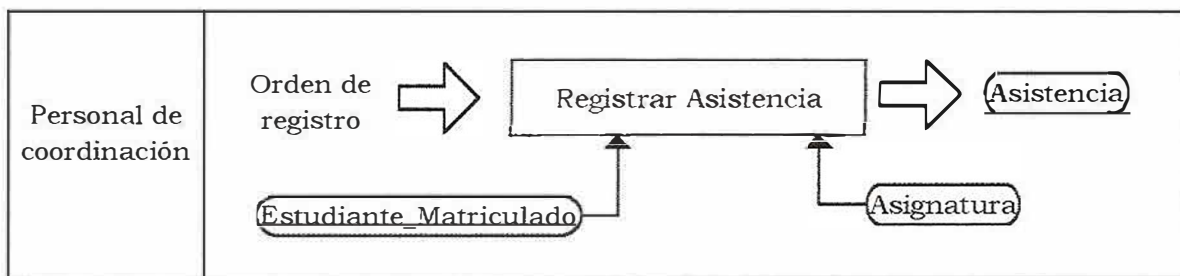 Personal de
coordinación
Orden de
registro
Registrar Asistencia
Asistencia
Estudiante_Matriculado
Asignatura